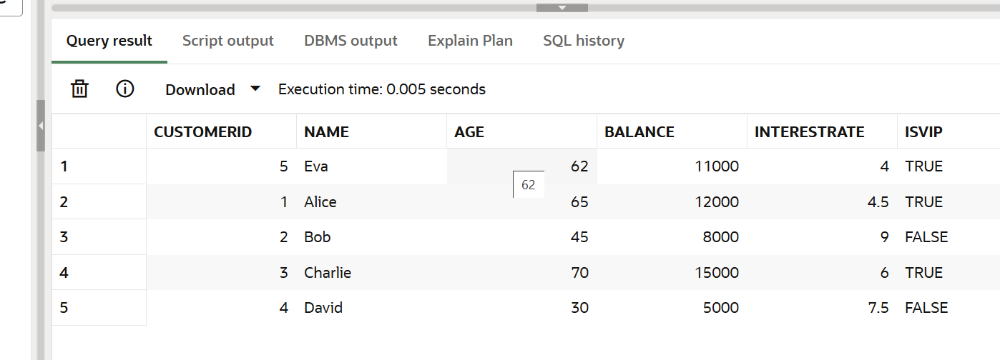 Query result Script output DBMS output Explain Plan SQL history
Download Execution time: 0.005 seconds
CUSTOMERID NAME AGE BALANCE INTERESTRATE ISVIP
1 5 Eva 62 11000 4 TRUE
62
2 1 Alice 65 12000 4.5 TRUE
3 2 Bob 45 8000 9 FALSE
4 3 Charlie 70 15000 6 TRUE
5 4 David 30 5000 7.5 FALSE